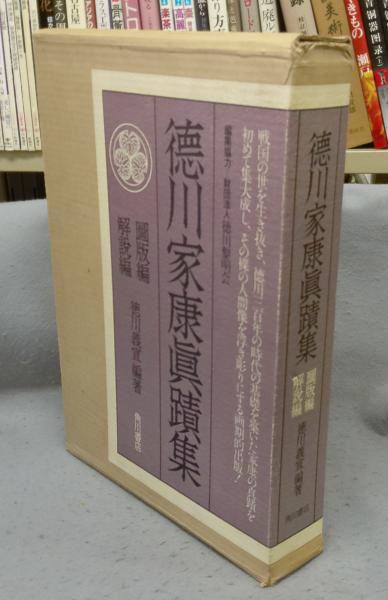 戦国の世を生き抜き、徳川三百年の時代の基礎を築いた家康の真蹟を
初めて集大成し、その裸の人間像を浮き彫りにする画期的出版!
編集協力・財団法人徳川黎明会
徳川家康眞蹟集
圖版編
解説編
徳川義宣 編著
角川書店
徳川家康眞蹟集
圖版編
解説編
徳川義宣 編著
角川書店